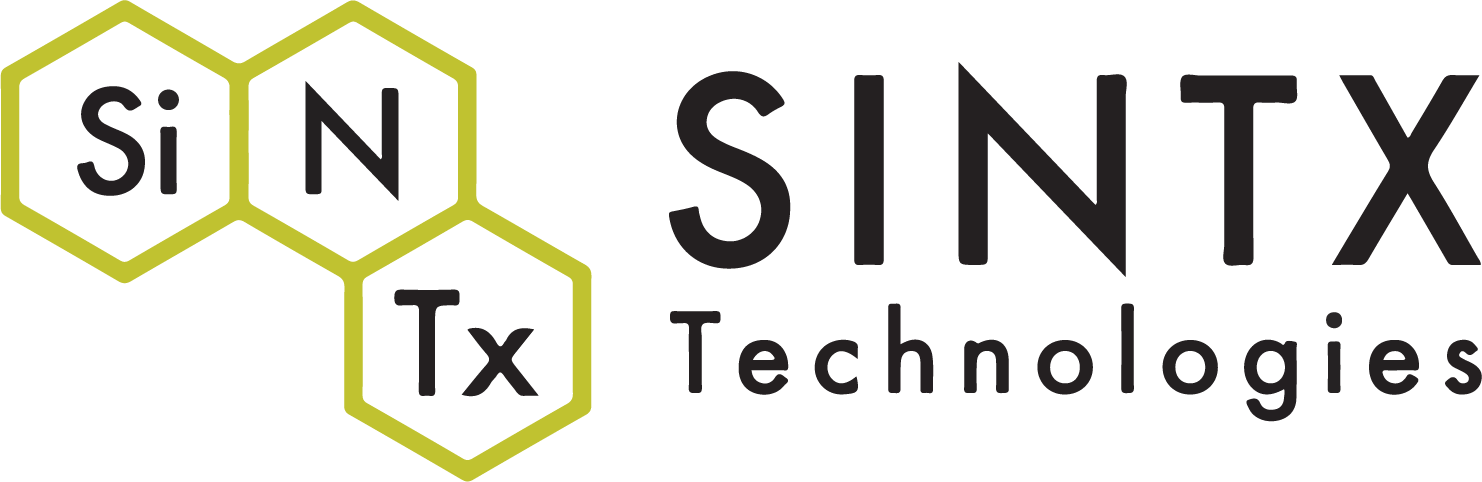 Si N
Tx
SINTX
Technologies